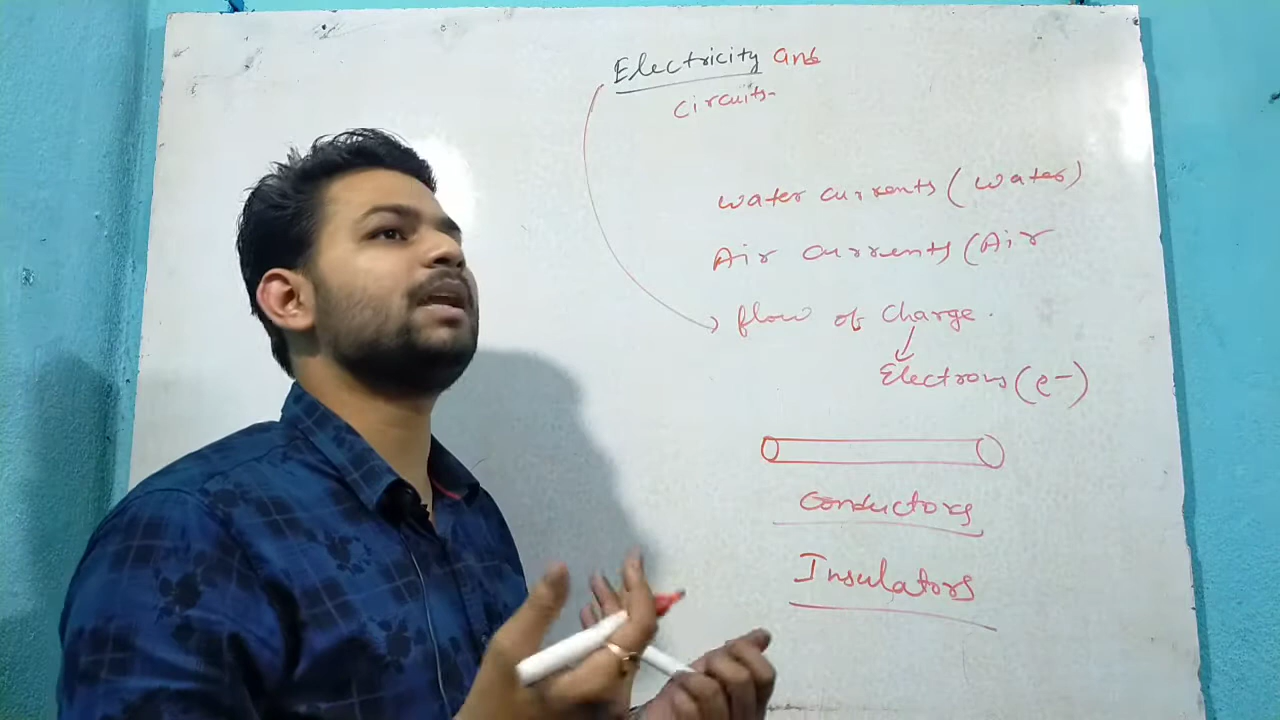 Electricity and
circuits-
water currents (water)
Air currents (Air
flow of charge.
Electrons (e-)
Conductors
Insulators